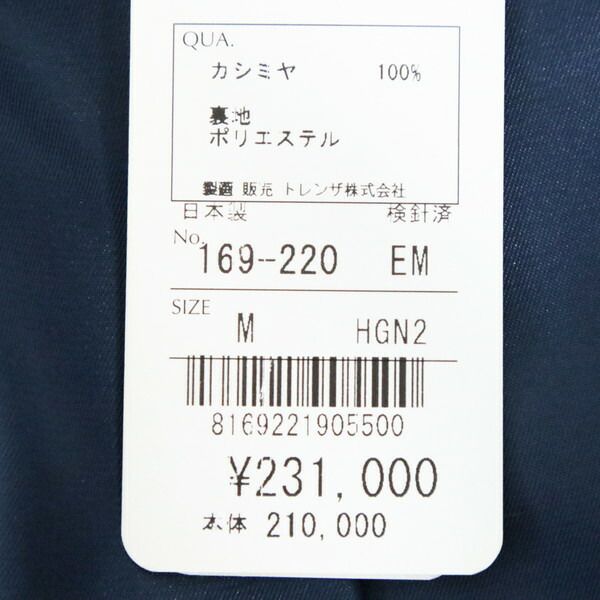 QUA.
カシミヤ 100%
裏地
ポリエステル
製造 販売 トレンザ株式会社
日本製 検針済
No. 169-220 EM
SIZE M HGN2
8169221905500
¥231,000
本体 210,000